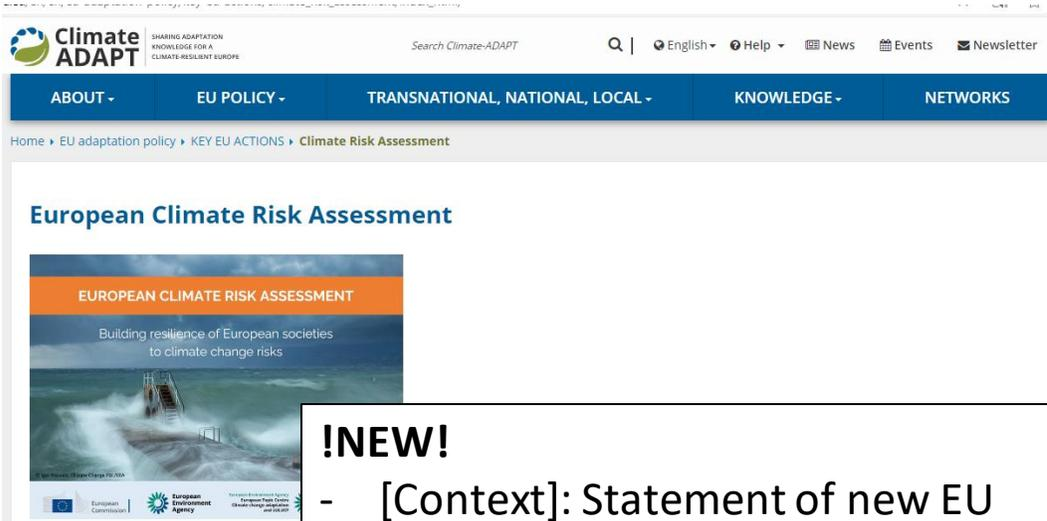 Climate
ADAPT
SHARING ADAPTATION
KNOWLEDGE FOR A
CLIMATE-RESILIENT EUROPE
Search Climate-ADAPT
English
Help
News
Events
Newsletter
ABOUT
EU POLICY
TRANSNATIONAL, NATIONAL, LOCAL
KNOWLEDGE
NETWORKS
Home ▸ EU adaptation policy ▸ KEY EU ACTIONS ▸ Climate Risk Assessment
European Climate Risk Assessment
EUROPEAN CLIMATE RISK ASSESSMENT
Building resilience of European societies
to climate change risks
European
Commission
European
Environment
Agency
!NEW!
- [Context]: Statement of new EU